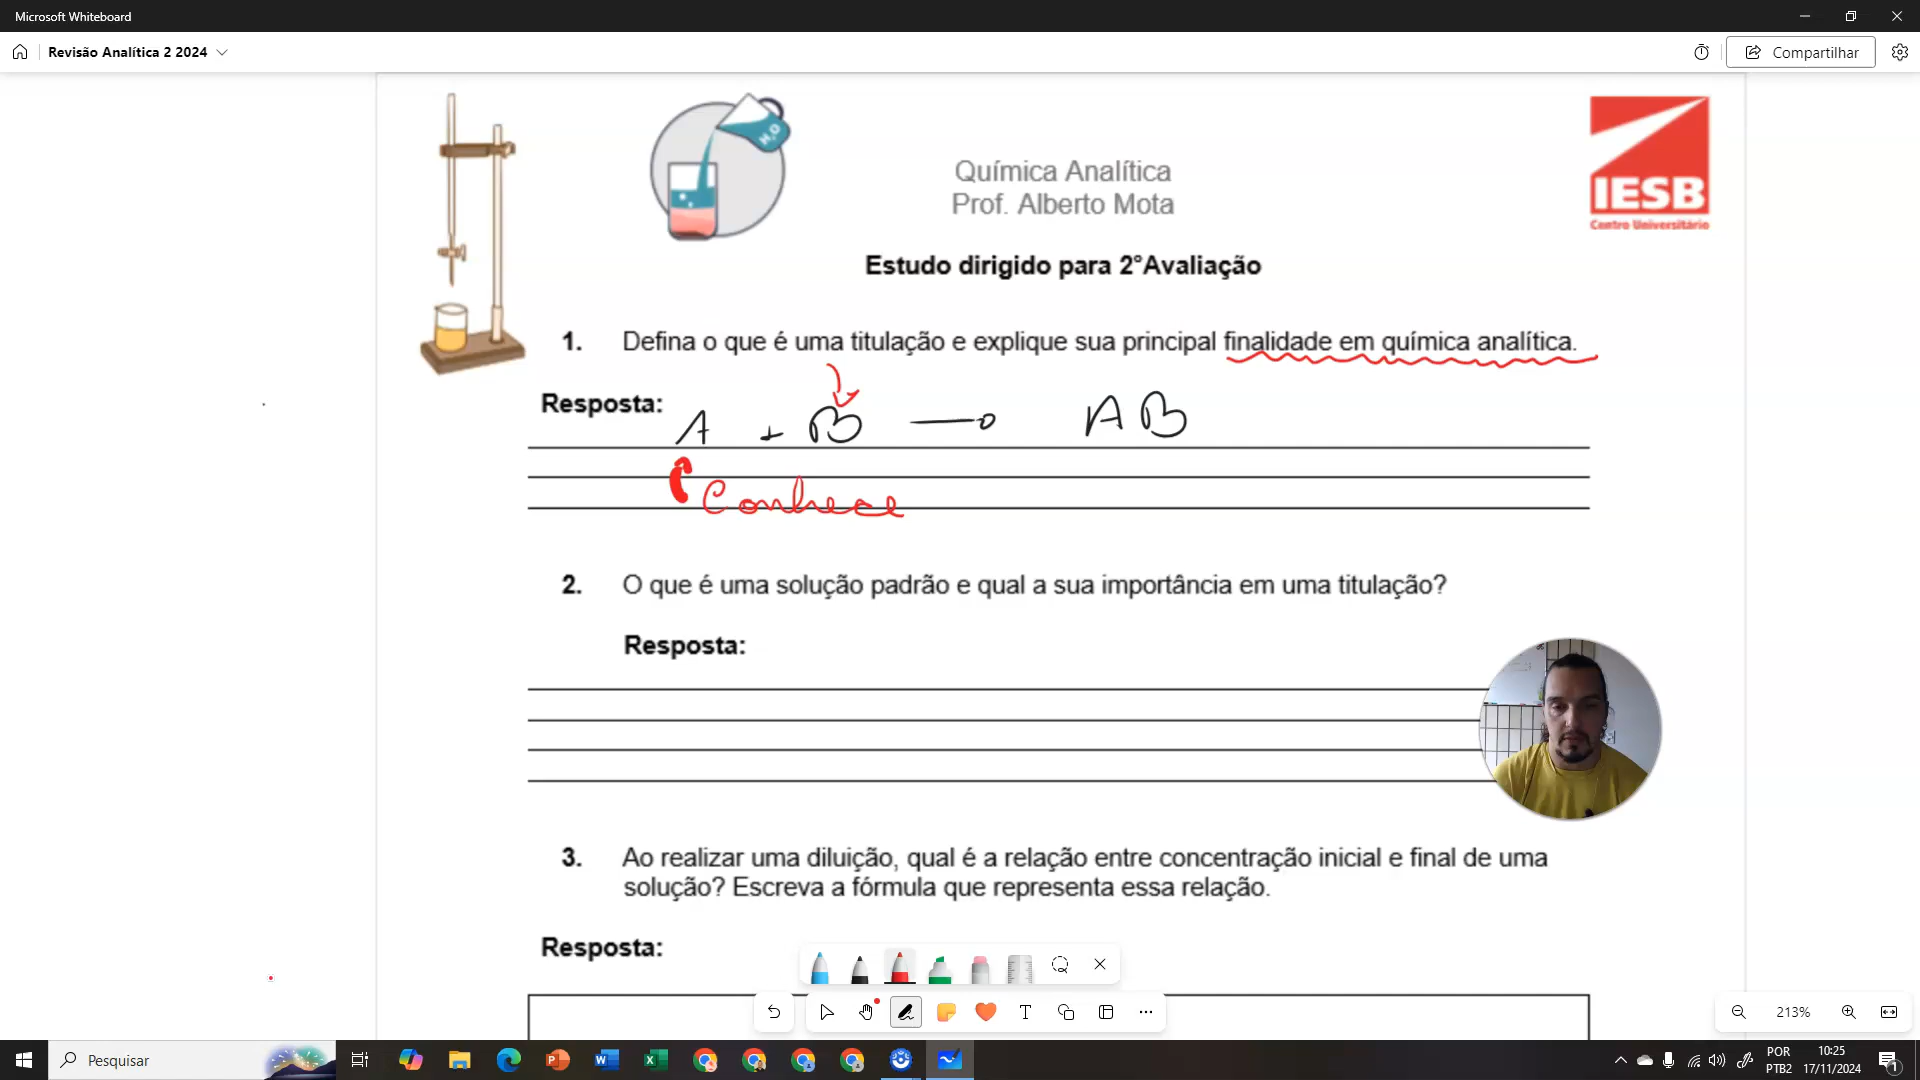 Microsoft Whiteboard
Revisão Analítica 2 2024
Compartilhar
H₂O
Química Analítica
Prof. Alberto Mota
IESB
Centro Universitário
Estudo dirigido para 2°Avaliação
1. Defina o que é uma titulação e explique sua principal finalidade em química analítica.
Resposta:
A + B → AB
Conhece
2. O que é uma solução padrão e qual a sua importância em uma titulação?
Resposta:
3. Ao realizar uma diluição, qual é a relação entre concentração inicial e final de uma
solução? Escreva a fórmula que representa essa relação.
Resposta:
213%
Pesquisar
POR
PTB2
10:25
17/11/2024
1